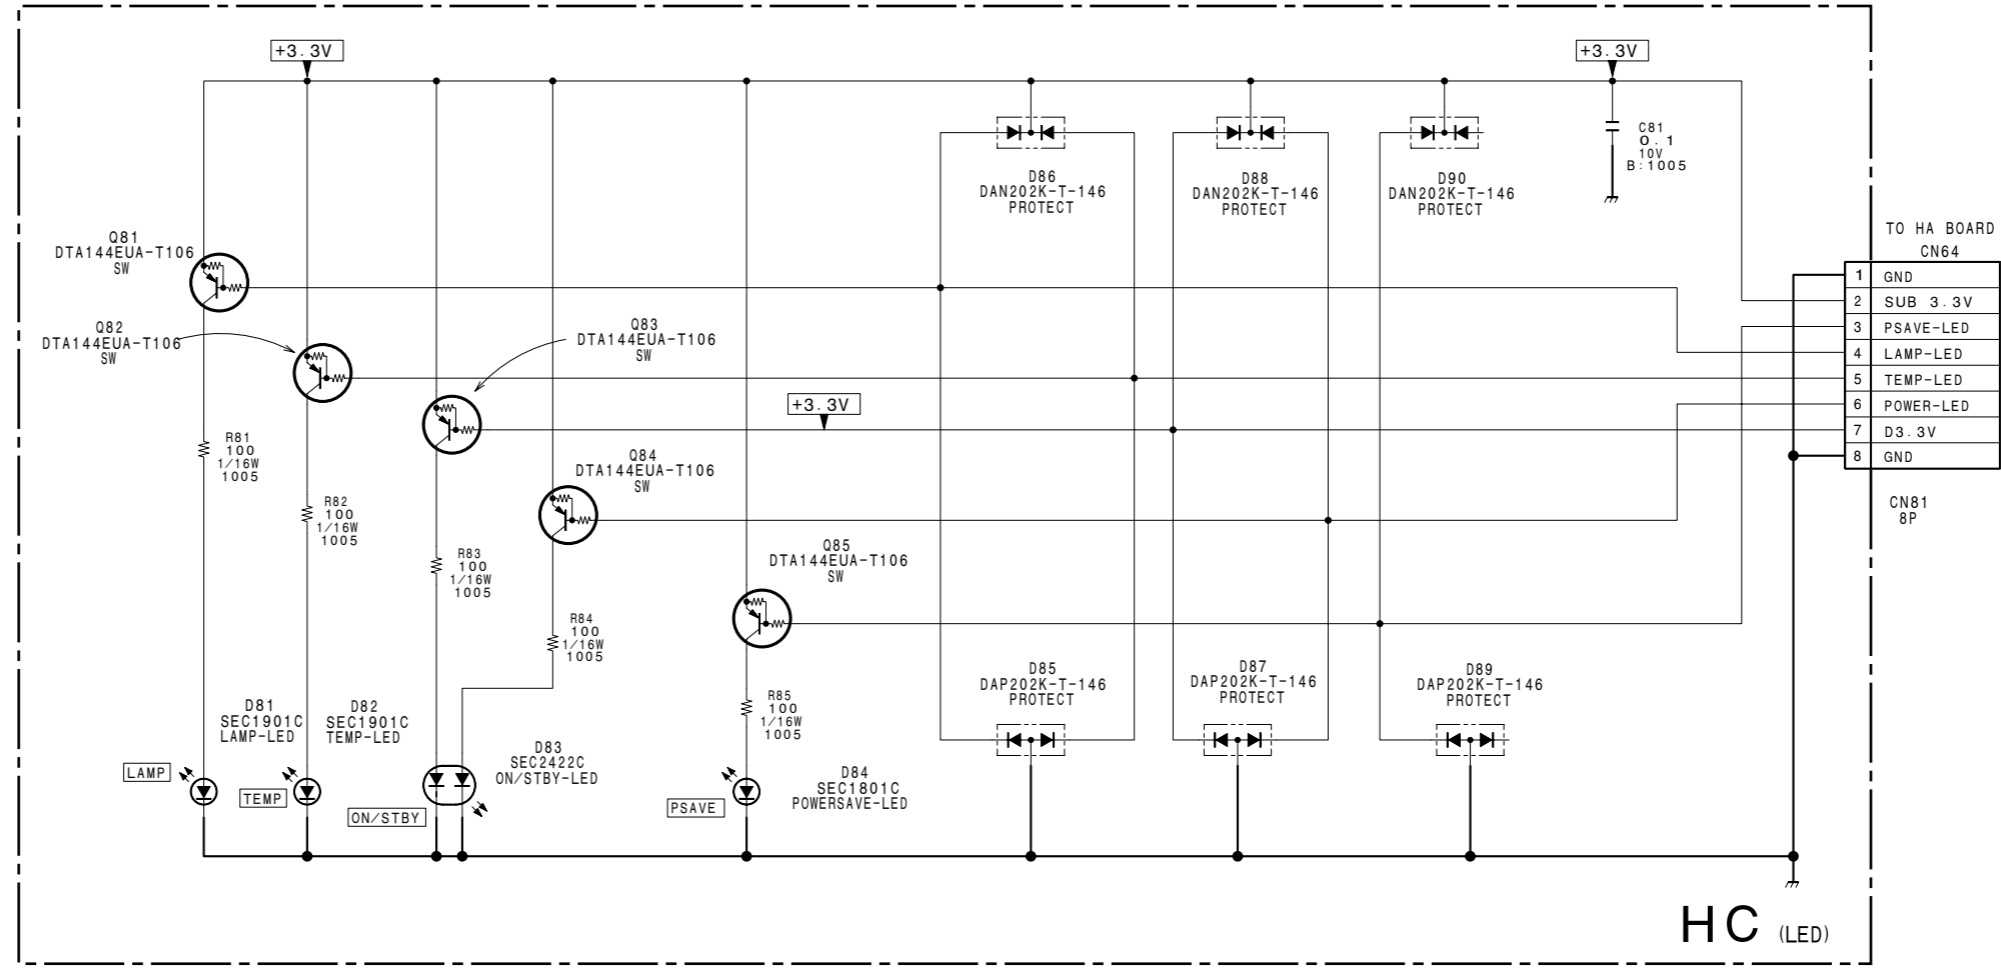 +3.3V
+3.3V
C81
0.1
10V
B:1005
D86
DAN202K-T-146
PROTECT
D88
DAN202K-T-146
PROTECT
D90
DAN202K-T-146
PROTECT
TO HA BOARD
CN64
1 GND
2 SUB 3.3V
3 PSAVE-LED
4 LAMP-LED
5 TEMP-LED
6 POWER-LED
7 D3.3V
8 GND
CN81
8P
Q81
DTA144EUA-T106
SW
Q82
DTA144EUA-T106
SW
Q83
DTA144EUA-T106
SW
+3.3V
Q84
DTA144EUA-T106
SW
Q85
DTA144EUA-T106
SW
R81
100
1/16W
1005
R82
100
1/16W
1005
R83
100
1/16W
1005
R84
100
1/16W
1005
R85
100
1/16W
1005
D85
DAP202K-T-146
PROTECT
D87
DAP202K-T-146
PROTECT
D89
DAP202K-T-146
PROTECT
D81
SEC1901C
LAMP-LED
D82
SEC1901C
TEMP-LED
D83
SEC2422C
ON/STBY-LED
D84
SEC1801C
POWERSAVE-LED
LAMP
TEMP
ON/STBY
PSAVE
HC (LED)